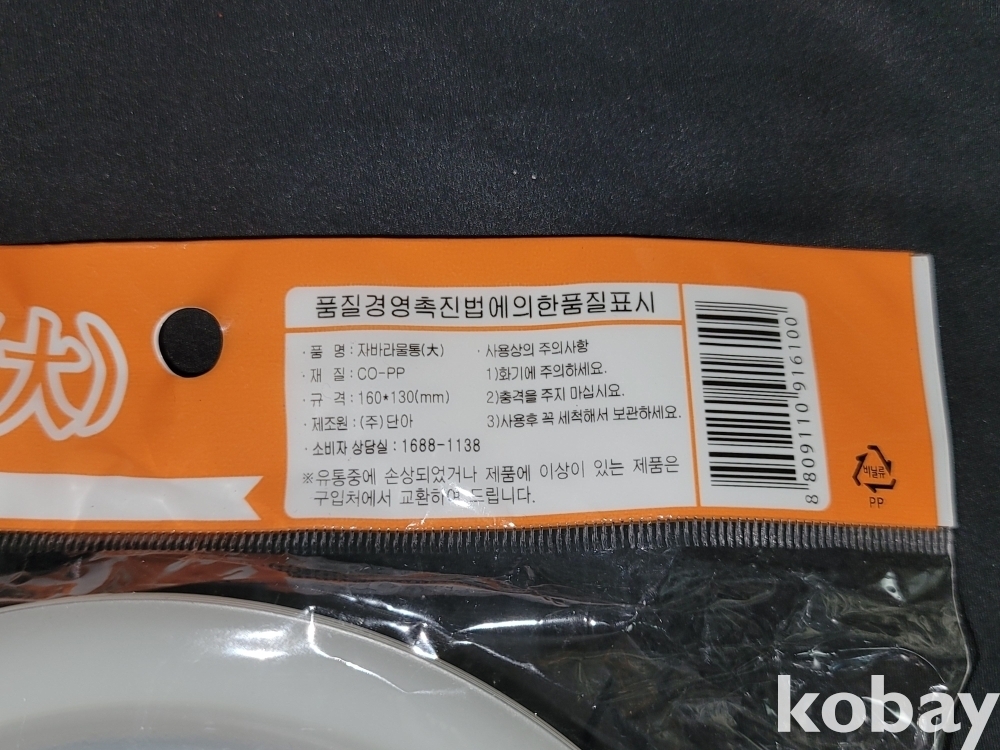 (大)
품질경영촉진법에의한품질표시
· 품 명 : 자바라물통(大)
· 재 질 : CO-PP
· 규 격 : 160*130(mm)
· 제조원 : (주)단아
· 소비자 상담실 : 1688-1138
· 사용상의 주의사항
1)화기에 주의하세요.
2)충격을 주지 마십시요.
3)사용후 꼭 세척해서 보관하세요.
※유통중에 손상되었거나 제품에 이상이 있는 제품은
구입처에서 교환하여 드립니다.
8 809110 916100
비닐류
PP
kobay